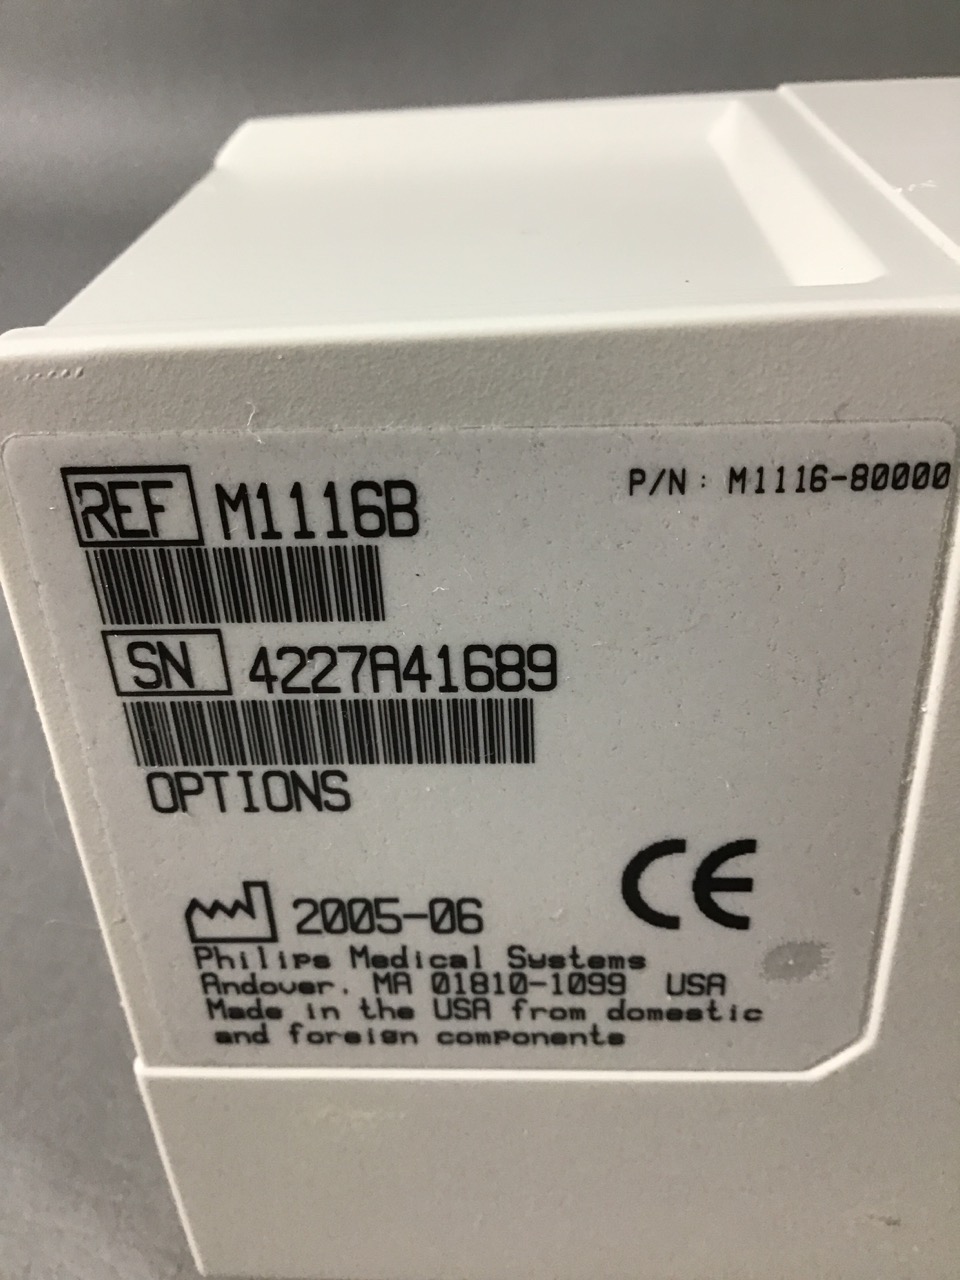 REF M1116B
P/N: M1116-80000
SN 4227A41689
OPTIONS
CE
2005-06
Philips Medical Systems
Andover, MA 01810-1099 USA
Made in the USA from domestic
and foreign components